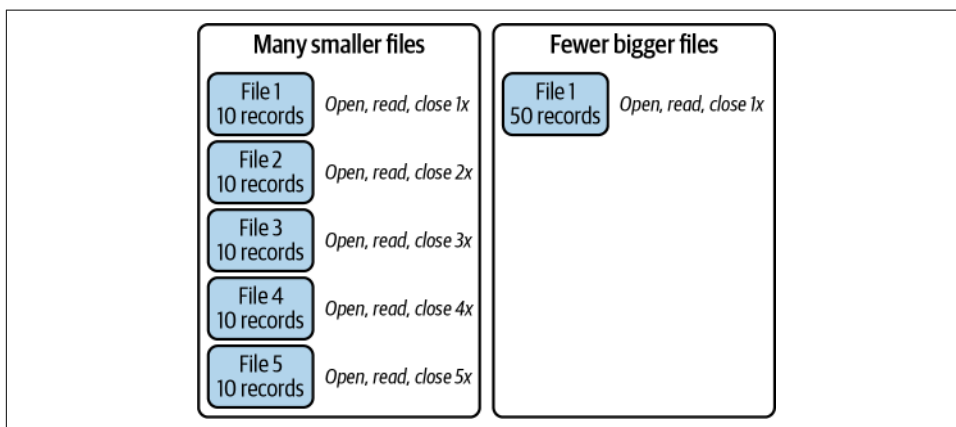 Many smaller files
File 1
10 records
Open, read, close 1x
File 2
10 records
Open, read, close 2x
File 3
10 records
Open, read, close 3x
File 4
10 records
Open, read, close 4x
File 5
10 records
Open, read, close 5x
Fewer bigger files
File 1
50 records
Open, read, close 1x